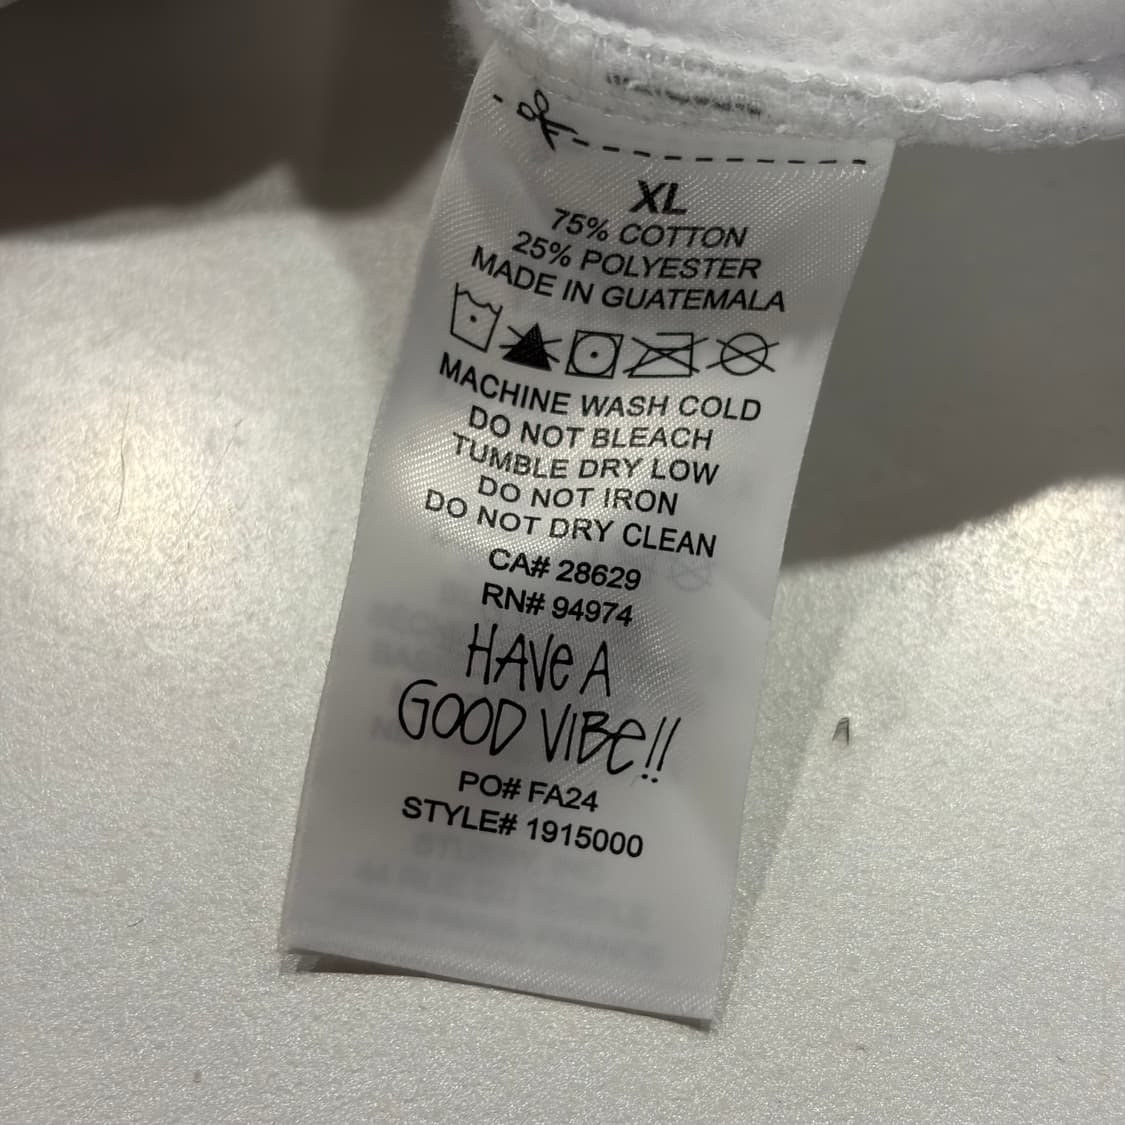 XL
75% COTTON
25% POLYESTER
MADE IN GUATEMALA
MACHINE WASH COLD
DO NOT BLEACH
TUMBLE DRY LOW
DO NOT IRON
DO NOT DRY CLEAN
CA# 28629
RN# 94974
HAVe A
GOOD VIBe!!
PO# FA24
STYLE# 1915000